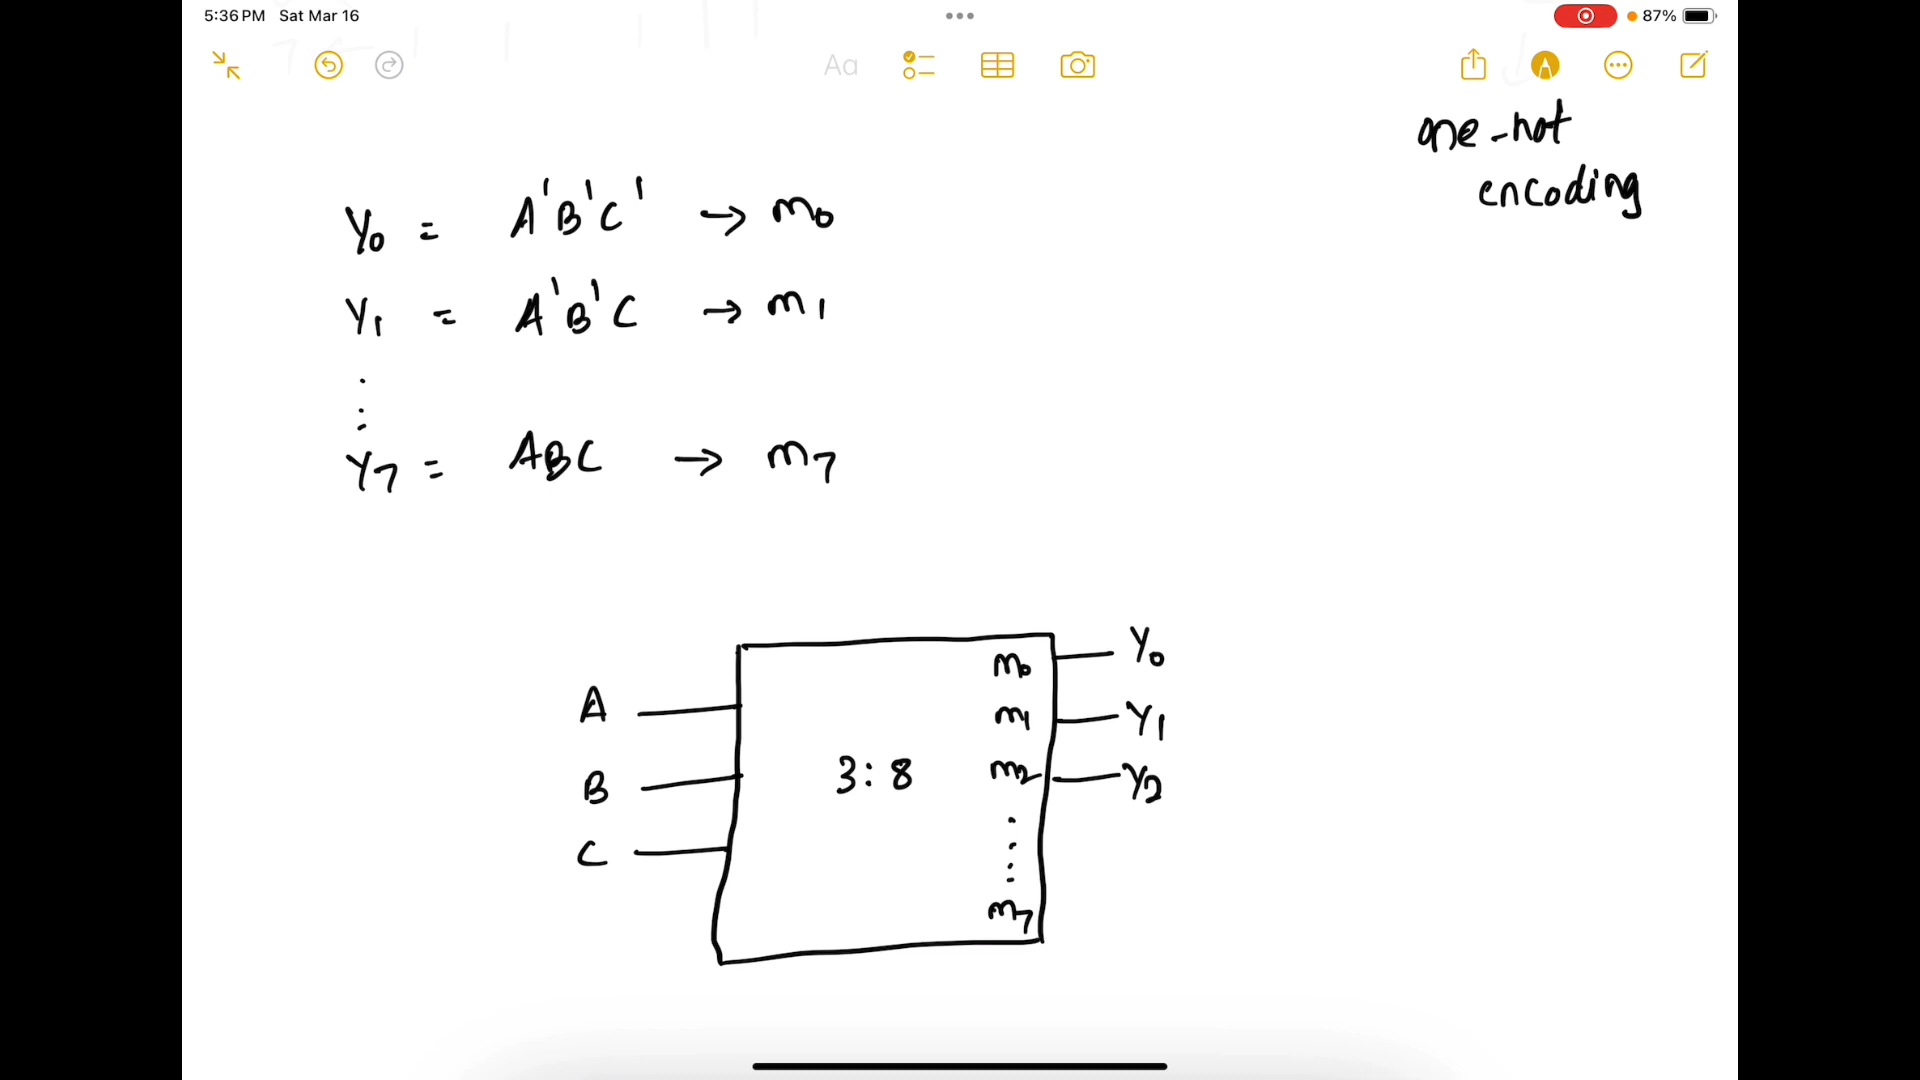 5:36 PM Sat Mar 16
87%
Aa
one-hot
encoding
Y₀ = A'B'C' → m₀
Y₁ = A'B'C → m₁
Y₇ = ABC → m₇
A
B
C
3:8
m₀ Y₀
m₁ Y₁
m₂ Y₂
m₇